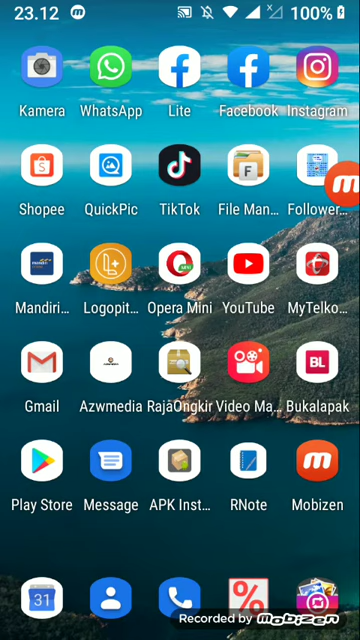 23.12
100%
Kamera WhatsApp Lite Facebook Instagram
Shopee QuickPic TikTok File Man... Follower...
Mandiri... Logopit... Opera Mini YouTube MyTelko...
BL
Gmail Azwmedia RajaOngkir Video Ma... Bukalapak
Play Store Message APK Inst... RNote Mobizen
31
%
Recorded by mobizen